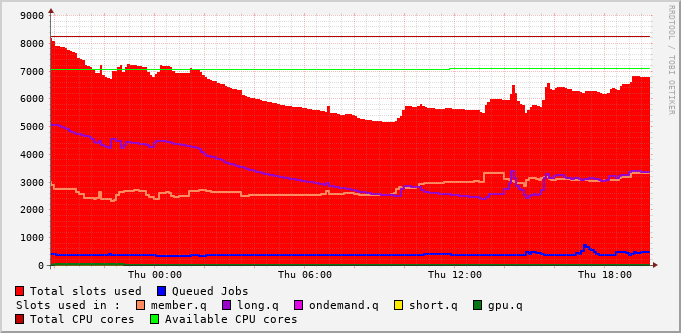 9000
8000
7000
6000
5000
4000
3000
2000
1000
0
Thu 00:00 Thu 06:00 Thu 12:00 Thu 18:00
RRDTOOL / TOBI OETIKER
Total slots used Queued Jobs
Slots used in : member.q long.q ondemand.q short.q gpu.q
Total CPU cores Available CPU cores